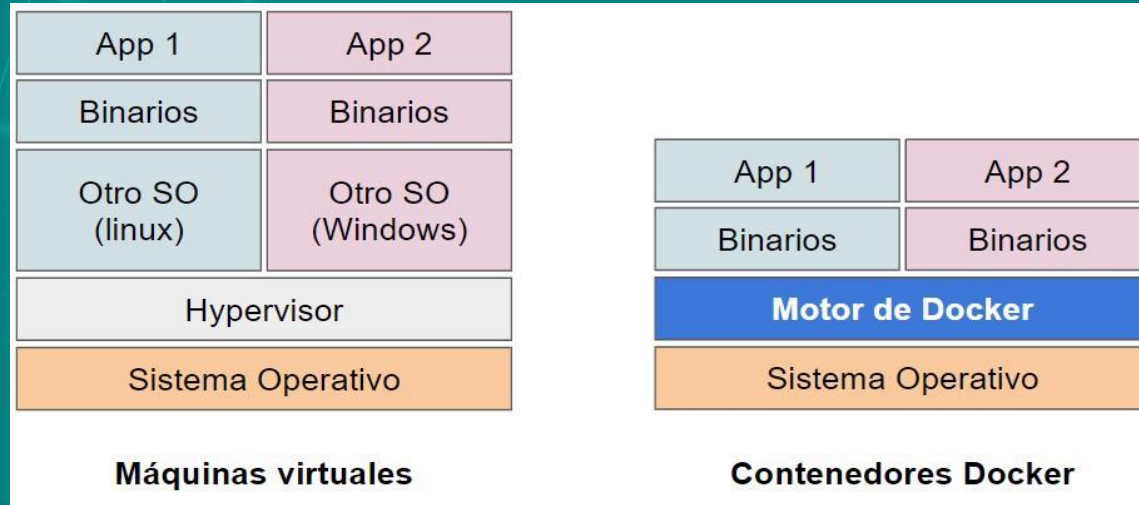 App 1
App 2
Binarios
Binarios
Otro SO
(linux)
Otro SO
(Windows)
Hypervisor
Sistema Operativo
Máquinas virtuales
App 1
App 2
Binarios
Binarios
Motor de Docker
Sistema Operativo
Contenedores Docker